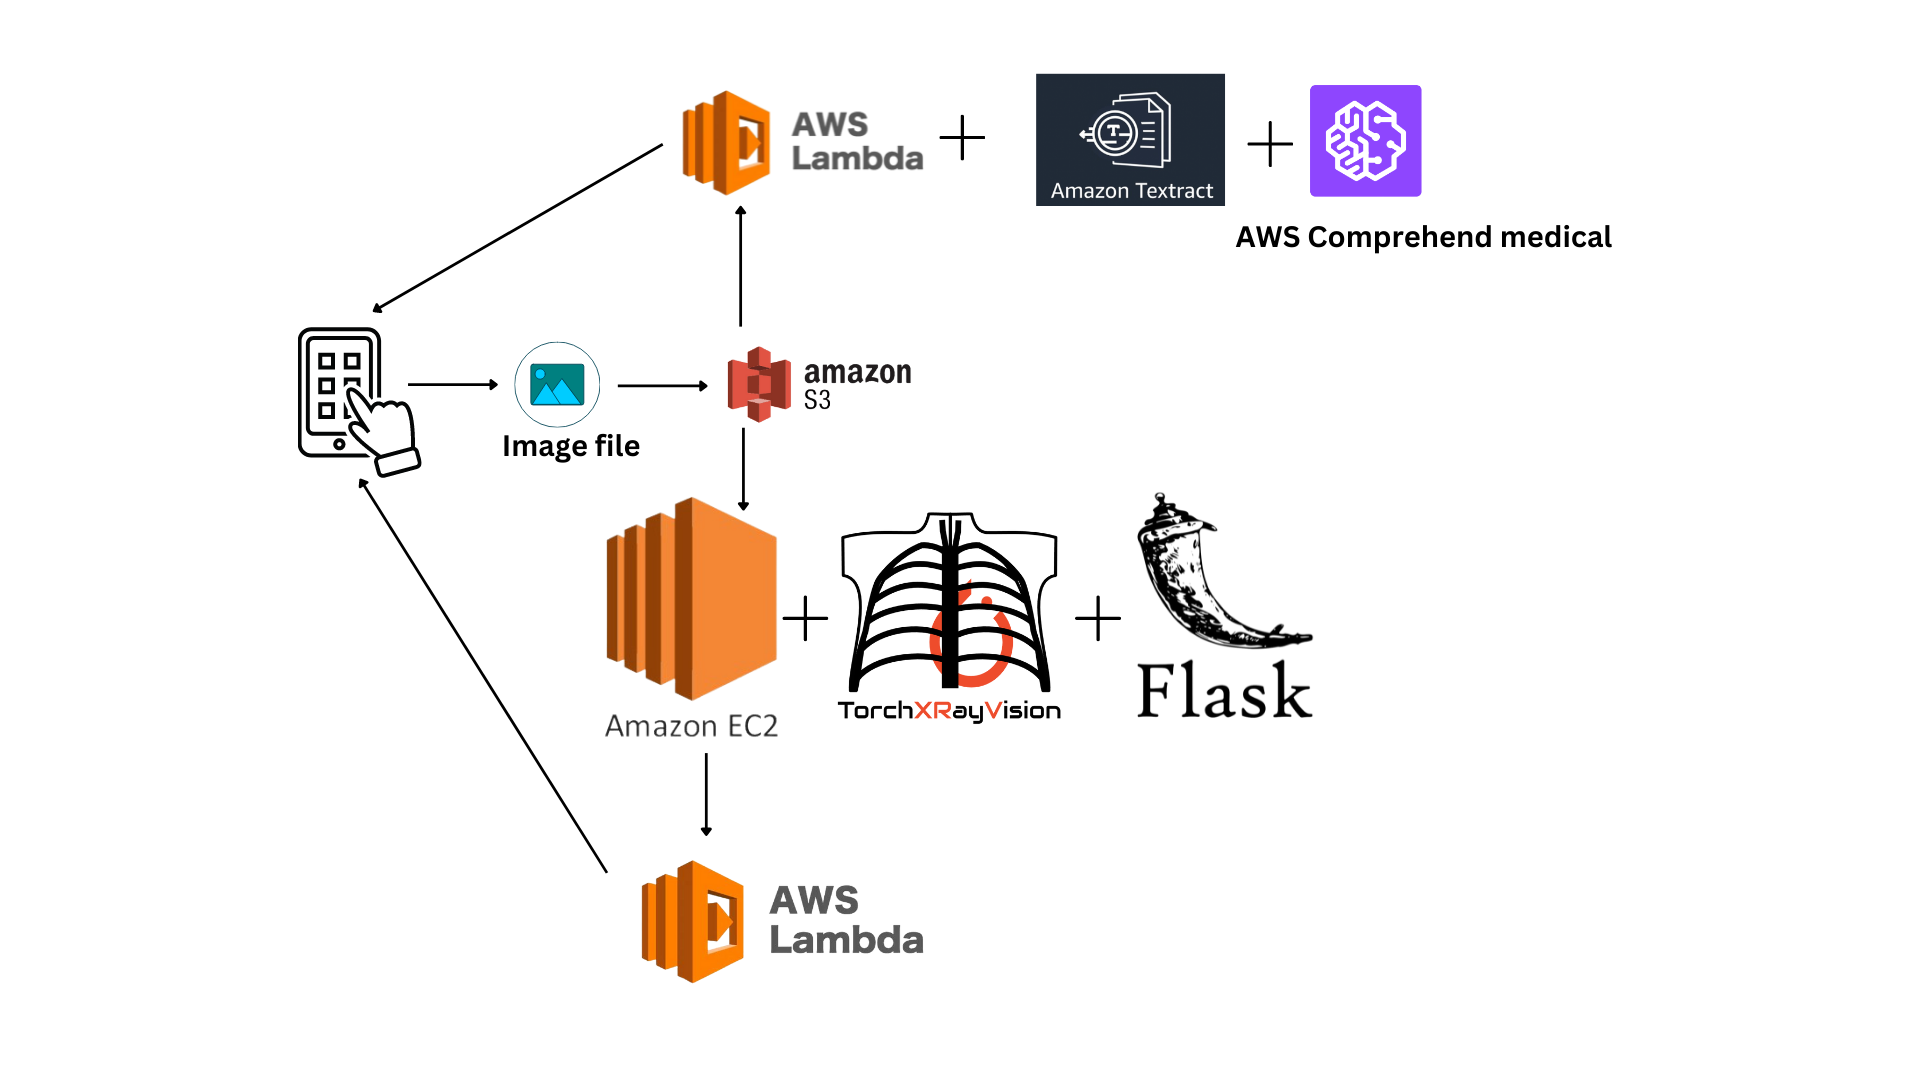 AWS
Lambda
Amazon Textract
AWS Comprehend medical
amazon
S3
Image file
Amazon EC2
TorchXRayVision
Flask
AWS
Lambda